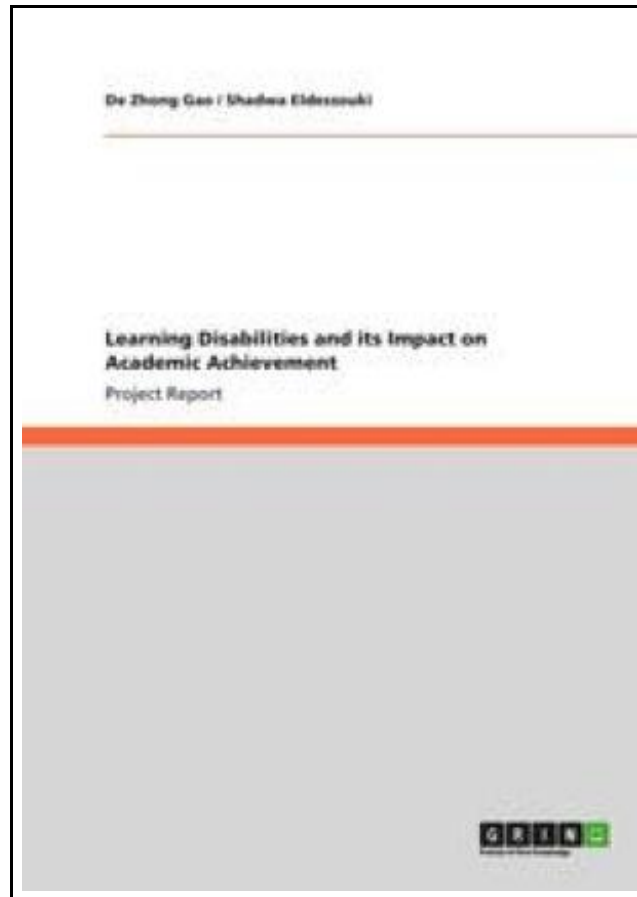 De Zhong Gao / Shadwa Eldessouki
Learning Disabilities and its Impact on
Academic Achievement
Project Report
GRIN